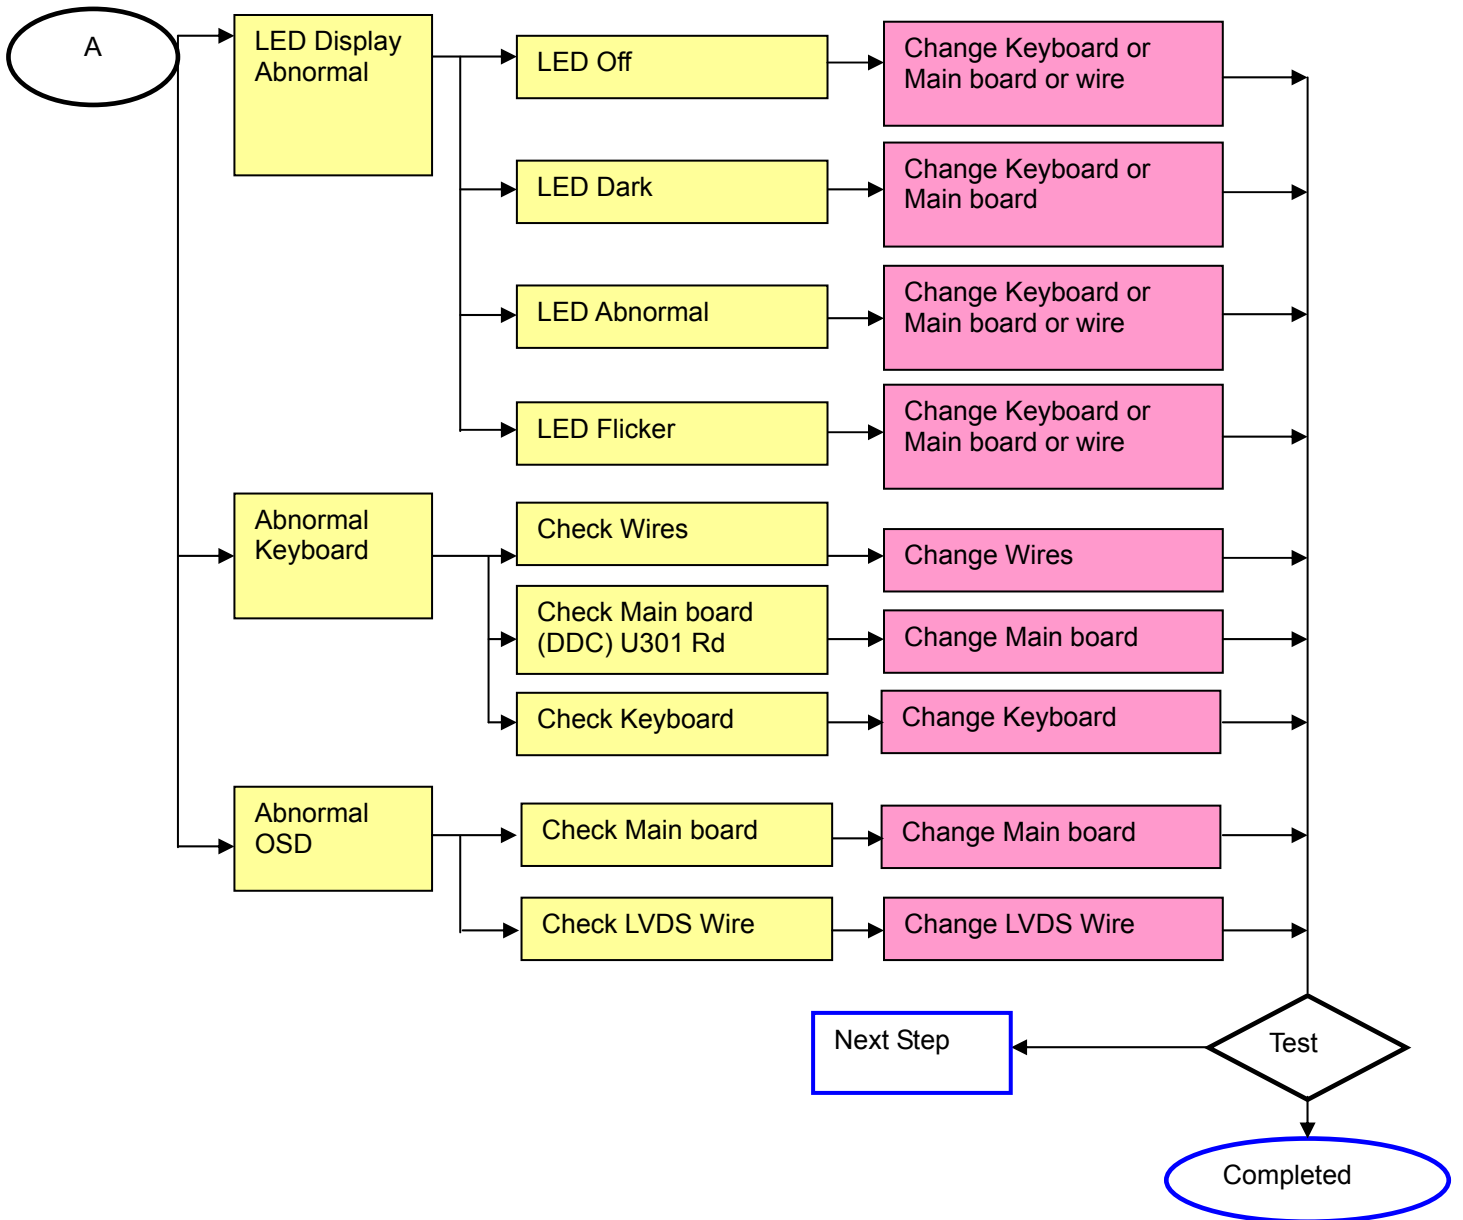 A
LED Display
Abnormal
LED Off
Change Keyboard or
Main board or wire
LED Dark
Change Keyboard or
Main board
LED Abnormal
Change Keyboard or
Main board or wire
LED Flicker
Change Keyboard or
Main board or wire
Abnormal
Keyboard
Check Wires
Change Wires
Check Main board
(DDC) U301 Rd
Change Main board
Check Keyboard
Change Keyboard
Abnormal
OSD
Check Main board
Change Main board
Check LVDS Wire
Change LVDS Wire
Next Step
Test
Completed